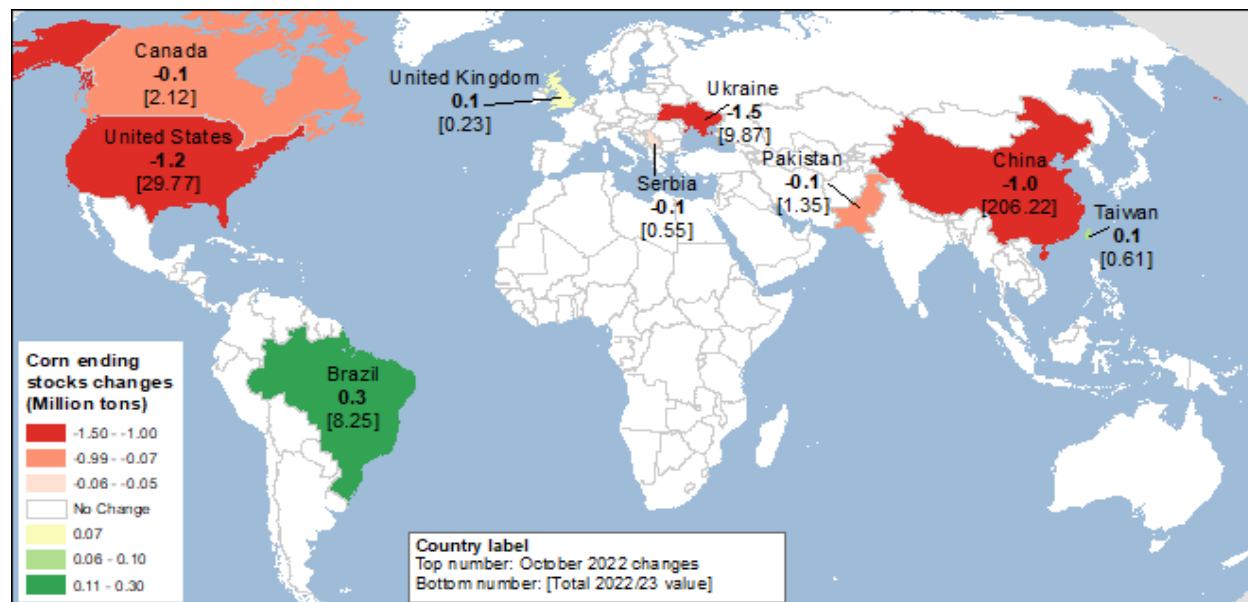 Canada
-0.1
[2.12]
United States
-1.2
[29.77]
United Kingdom
0.1
[0.23]
Ukraine
-1.5
[9.87]
Serbia
-0.1
[0.55]
Pakistan
-0.1
[1.35]
China
-1.0
[206.22]
Taiwan
0.1
[0.61]
Brazil
0.3
[8.25]
Corn ending
stocks changes
(Million tons)
-1.50 - -1.00
-0.99 - -0.07
-0.06 - -0.05
No Change
0.07
0.06 - 0.10
0.11 - 0.30
Country label
Top number: October 2022 changes
Bottom number: [Total 2022/23 value]